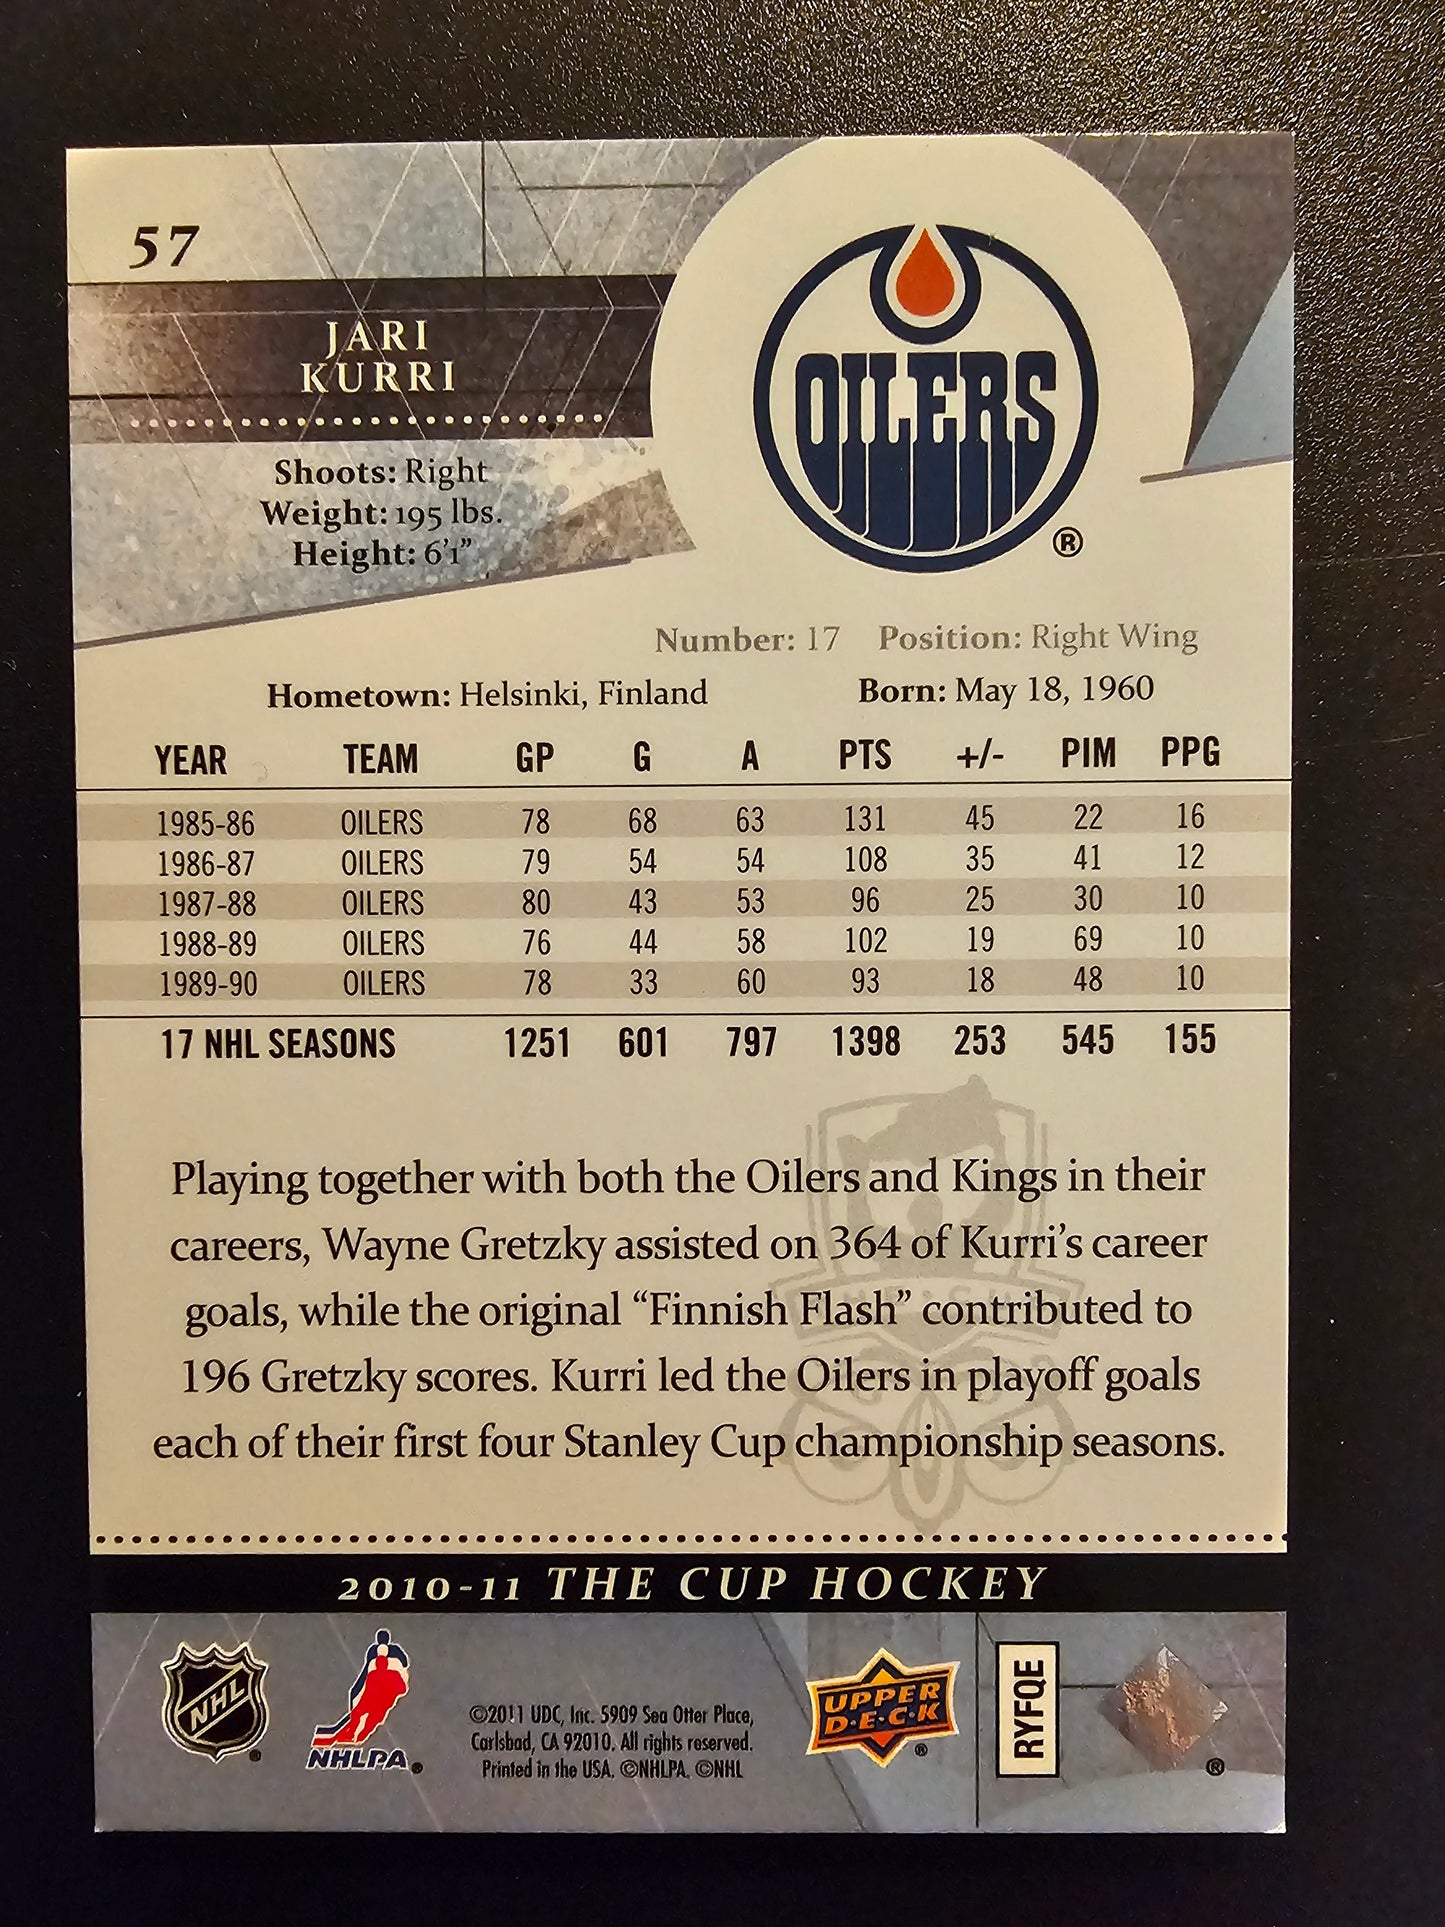 57
OILERS
®
JARI
KURRI
Shoots: Right
Weight: 195 lbs.
Height: 6'1"
Number: 17 Position: Right Wing
Hometown: Helsinki, Finland Born: May 18, 1960
YEAR TEAM GP G A PTS +/- PIM PPG
1985-86 OILERS 78 68 63 131 45 22 16
1986-87 OILERS 79 54 54 108 35 41 12
1987-88 OILERS 80 43 53 96 25 30 10
1988-89 OILERS 76 44 58 102 19 69 10
1989-90 OILERS 78 33 60 93 18 48 10
17 NHL SEASONS 1251 601 797 1398 253 545 155
Playing together with both the Oilers and Kings in their
careers, Wayne Gretzky assisted on 364 of Kurri's career
goals, while the original “Finnish Flash” contributed to
196 Gretzky scores. Kurri led the Oilers in playoff goals
each of their first four Stanley Cup championship seasons.
2010-11 THE CUP HOCKEY
NHL ®
NHLPA ®
©2011 UDC, Inc. 5909 Sea Otter Place,
Carlsbad, CA 92010. All rights reserved.
Printed in the USA. ©NHLPA. ©NHL
UPPER
D·E·C·K ®
RYFQE
®